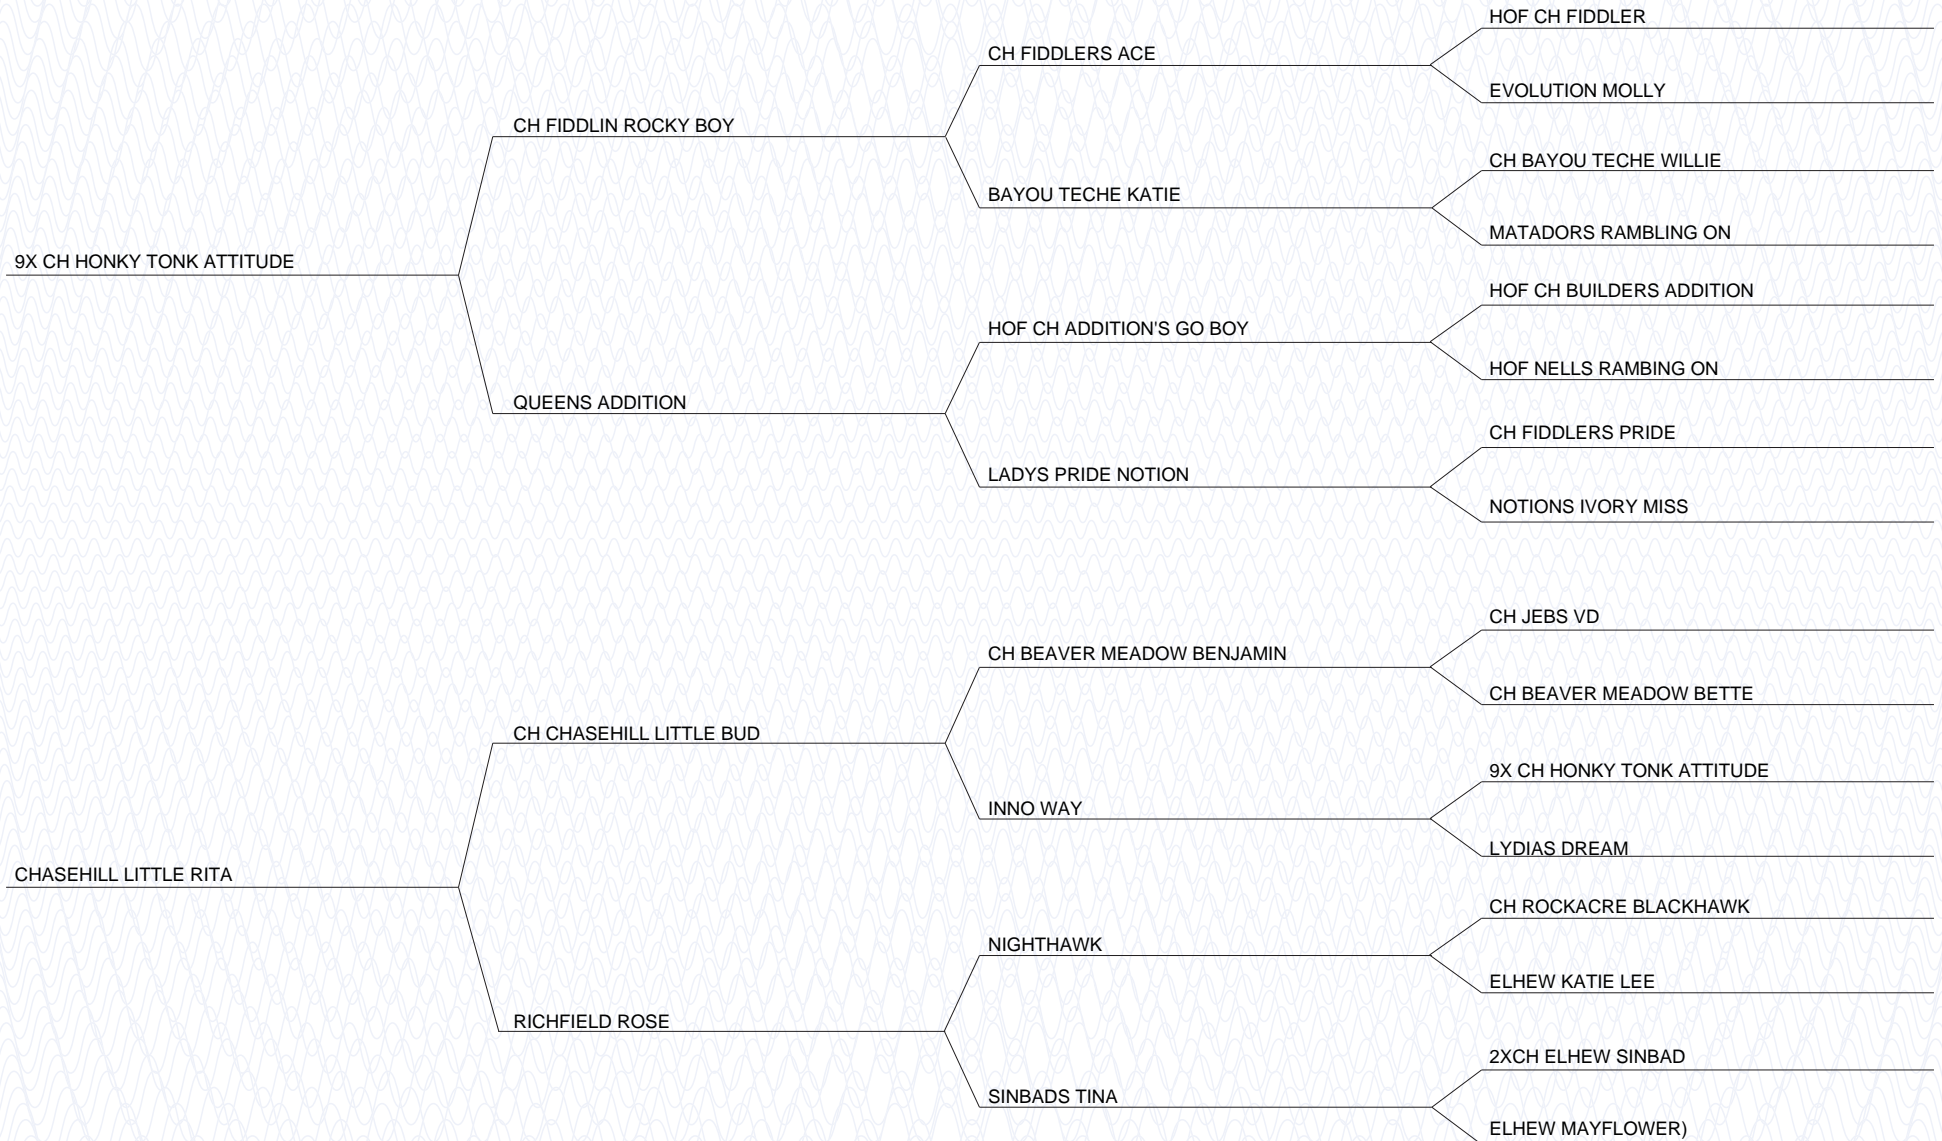 HOF CH FIDDLER
CH FIDDLERS ACE
EVOLUTION MOLLY
CH FIDDLIN ROCKY BOY
CH BAYOU TECHE WILLIE
BAYOU TECHE KATIE
MATADORS RAMBLING ON
9X CH HONKY TONK ATTITUDE
HOF CH BUILDERS ADDITION
HOF CH ADDITION'S GO BOY
HOF NELLS RAMBING ON
QUEENS ADDITION
CH FIDDLERS PRIDE
LADYS PRIDE NOTION
NOTIONS IVORY MISS
CH JEBS VD
CH BEAVER MEADOW BENJAMIN
CH BEAVER MEADOW BETTE
CH CHASEHILL LITTLE BUD
9X CH HONKY TONK ATTITUDE
INNO WAY
LYDIAS DREAM
CHASEHILL LITTLE RITA
CH ROCKACRE BLACKHAWK
NIGHTHAWK
ELHEW KATIE LEE
RICHFIELD ROSE
2XCH ELHEW SINBAD
SINBADS TINA
ELHEW MAYFLOWER)